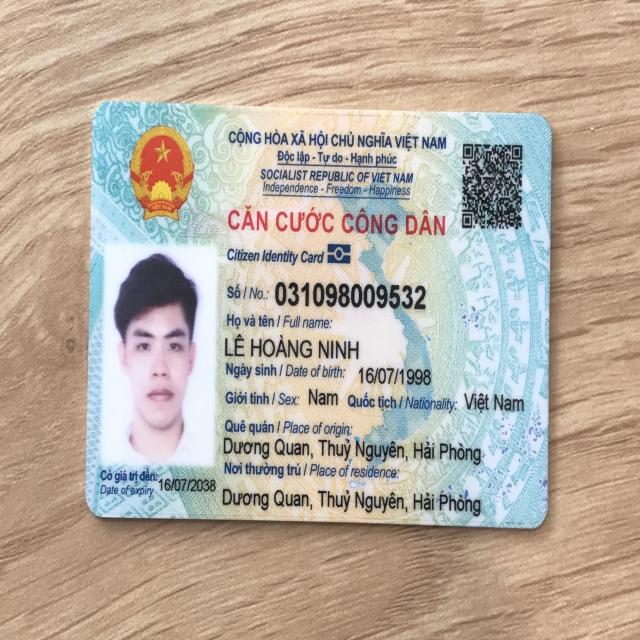 CỘNG HÒA XÃ HỘI CHỦ NGHĨA VIỆT NAM
Độc lập - Tự do - Hạnh phúc
SOCIALIST REPUBLIC OF VIET NAM
Independence - Freedom - Happiness
CĂN CƯỚC CÔNG DÂN
Citizen Identity Card
Số / No.: 031098009532
Họ và tên / Full name:
LÊ HOÀNG NINH
Ngày sinh / Date of birth: 16/07/1998
Giới tính / Sex: Nam Quốc tịch / Nationality: Việt Nam
Quê quán / Place of origin:
Dương Quan, Thuỷ Nguyên, Hải Phòng
Nơi thường trú / Place of residence:
Dương Quan, Thuỷ Nguyên, Hải Phòng
Có giá trị đến: 16/07/2038
Date of expiry